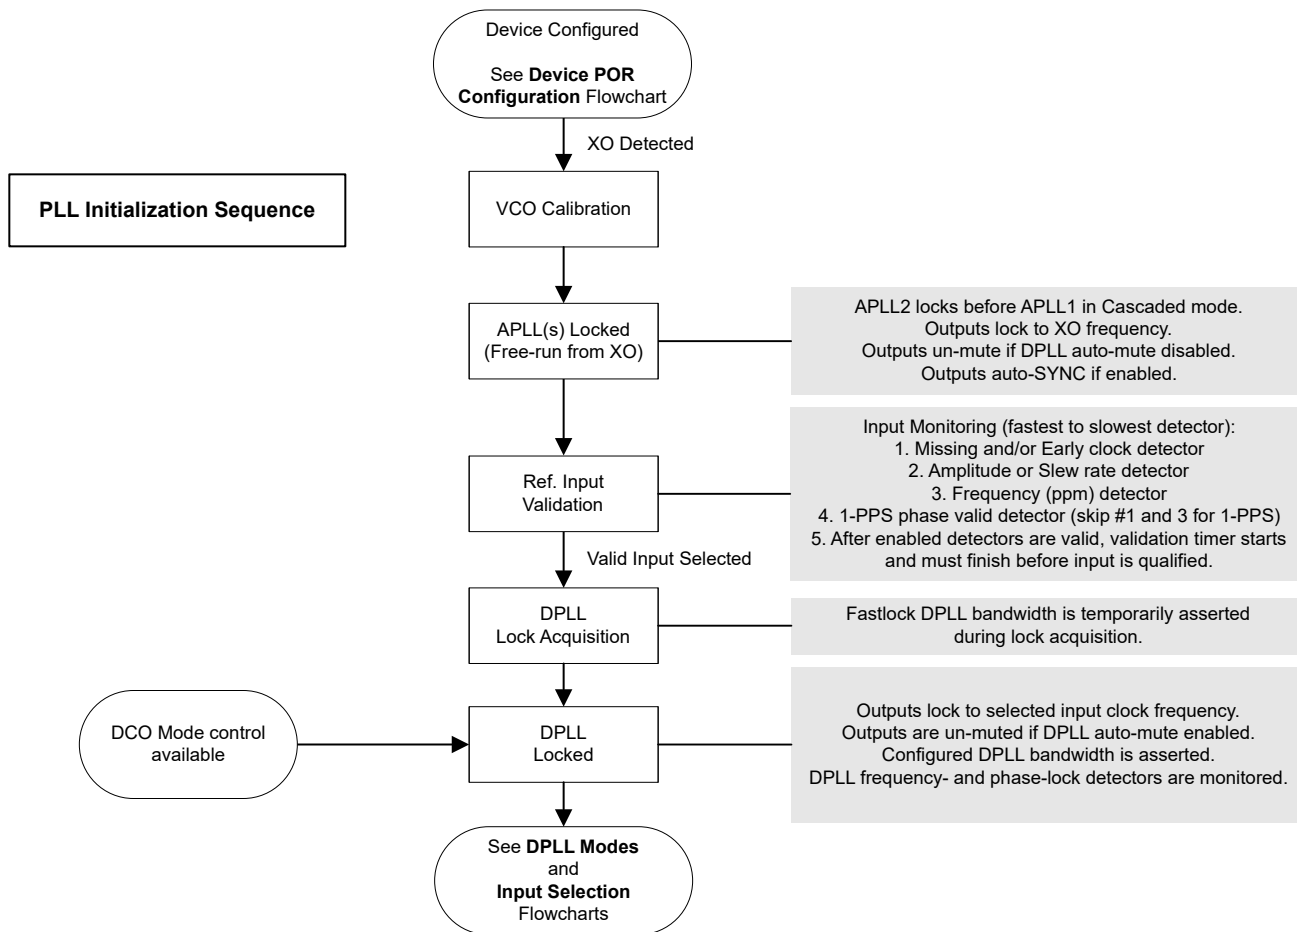 Device Configured
See Device POR
Configuration Flowchart
XO Detected
PLL Initialization Sequence
VCO Calibration
APLL(s) Locked
(Free-run from XO)
APLL2 locks before APLL1 in Cascaded mode.
Outputs lock to XO frequency.
Outputs un-mute if DPLL auto-mute disabled.
Outputs auto-SYNC if enabled.
Ref. Input
Validation
Input Monitoring (fastest to slowest detector):
1. Missing and/or Early clock detector
2. Amplitude or Slew rate detector
3. Frequency (ppm) detector
4. 1-PPS phase valid detector (skip #1 and 3 for 1-PPS)
5. After enabled detectors are valid, validation timer starts
and must finish before input is qualified.
Valid Input Selected
DPLL
Lock Acquisition
Fastlock DPLL bandwidth is temporarily asserted
during lock acquisition.
DCO Mode control
available
DPLL
Locked
Outputs lock to selected input clock frequency.
Outputs are un-muted if DPLL auto-mute enabled.
Configured DPLL bandwidth is asserted.
DPLL frequency- and phase-lock detectors are monitored.
See DPLL Modes
and
Input Selection
Flowcharts